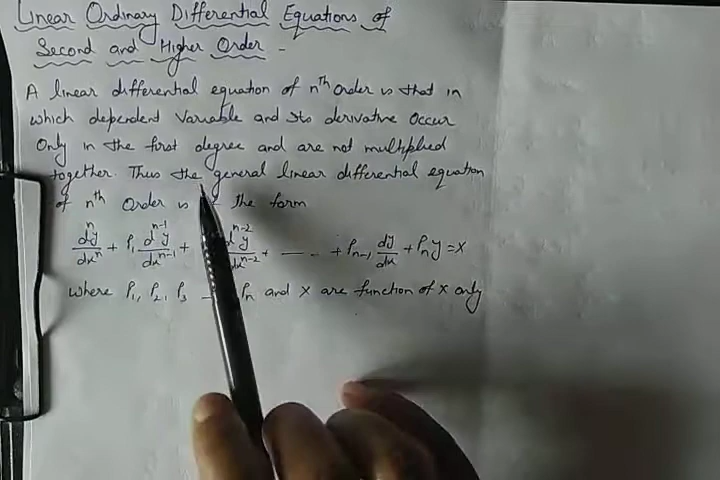 Linear Ordinary Differential Equations of
Second and Higher Order -
A linear differential equation of nth Order is that in
which dependent Variable and its derivative Occur
Only in the first degree and are not multiplied
together. Thus the general linear differential equation
of nth Order is the form
dⁿy/dxⁿ + P₁ dⁿ⁻¹y/dxⁿ⁻¹ + dⁿ⁻²y/dxⁿ⁻² + --- .. + Pₙ₋₁ dy/dx + Pₙy = X
where P₁, P₂, P₃ - Pₙ and X are function of X only